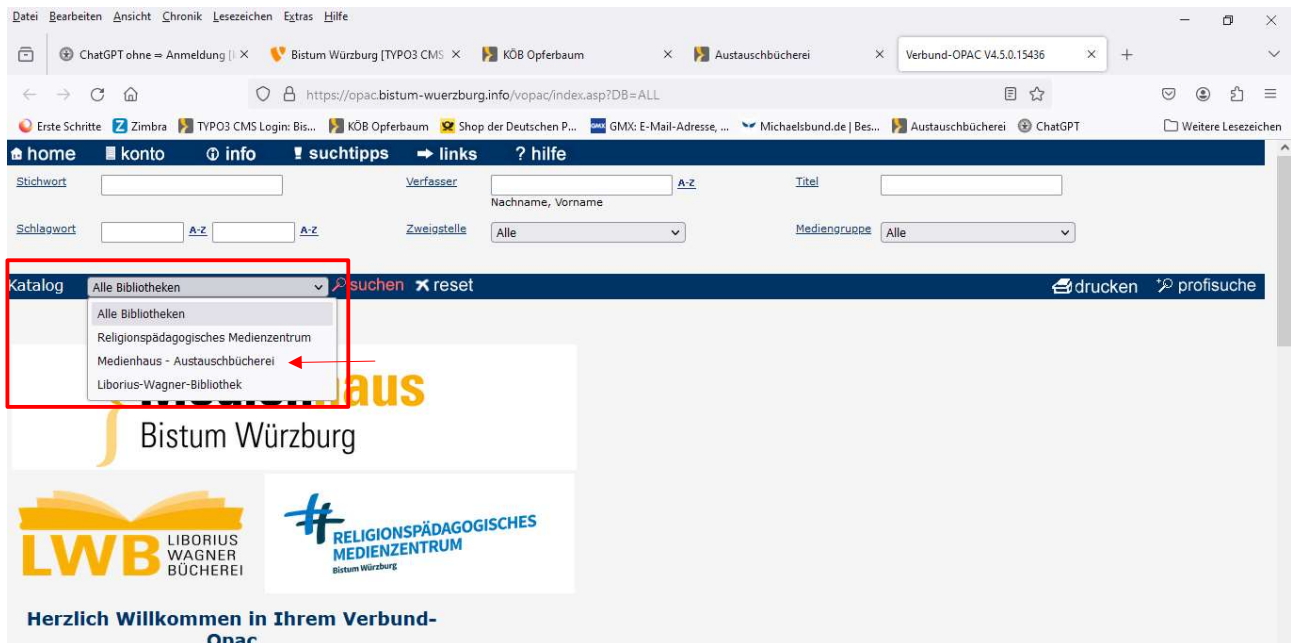 Datei Bearbeiten Ansicht Chronik Lesezeichen Extras Hilfe
ChatGPT ohne ⇒ Anmeldung [ Bistum Würzburg [TYPO3 CMS KÖB Opferbaum Austauschbücherei Verbund-OPAC V4.5.0.15436
https://opac.bistum-wuerzburg.info/vopac/index.asp?DB=ALL
Erste Schritte Zimbra TYPO3 CMS Login: Bis... KÖB Opferbaum Shop der Deutschen P... GMX: E-Mail-Adresse, ... Michaelsbund.de | Bes... Austauschbücherei ChatGPT Weitere Lesezeichen
home konto info suchtipps links ? hilfe
Stichwort Verfasser A-Z Titel
Nachname, Vorname
Schlagwort A-Z A-Z Zweigstelle Alle Mediengruppe Alle
Katalog Alle Bibliotheken suchen reset drucken profisuche
Alle Bibliotheken
Religionspädagogisches Medienzentrum
Medienhaus - Austauschbücherei
Liborius-Wagner-Bibliothek
Medienhaus
Bistum Würzburg
LWB LIBORIUS
WAGNER
BÜCHEREI
RELIGIONSPÄDAGOGISCHES
MEDIENZENTRUM
Bistum Würzburg
Herzlich Willkommen in Ihrem Verbund-
Opac